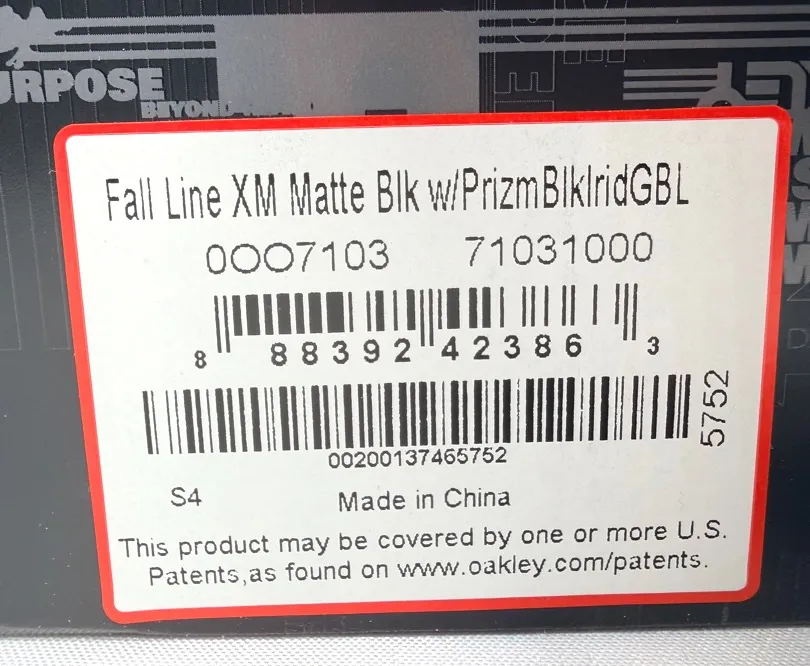 URPOSE
BEYOND
Fall Line XM Matte Blk w/PrizmBlkIridGBL
0OO7103 71031000
8 88392 42386 3
5752
00200137465752
S4 Made in China
This product may be covered by one or more U.S.
Patents,as found on www.oakley.com/patents.